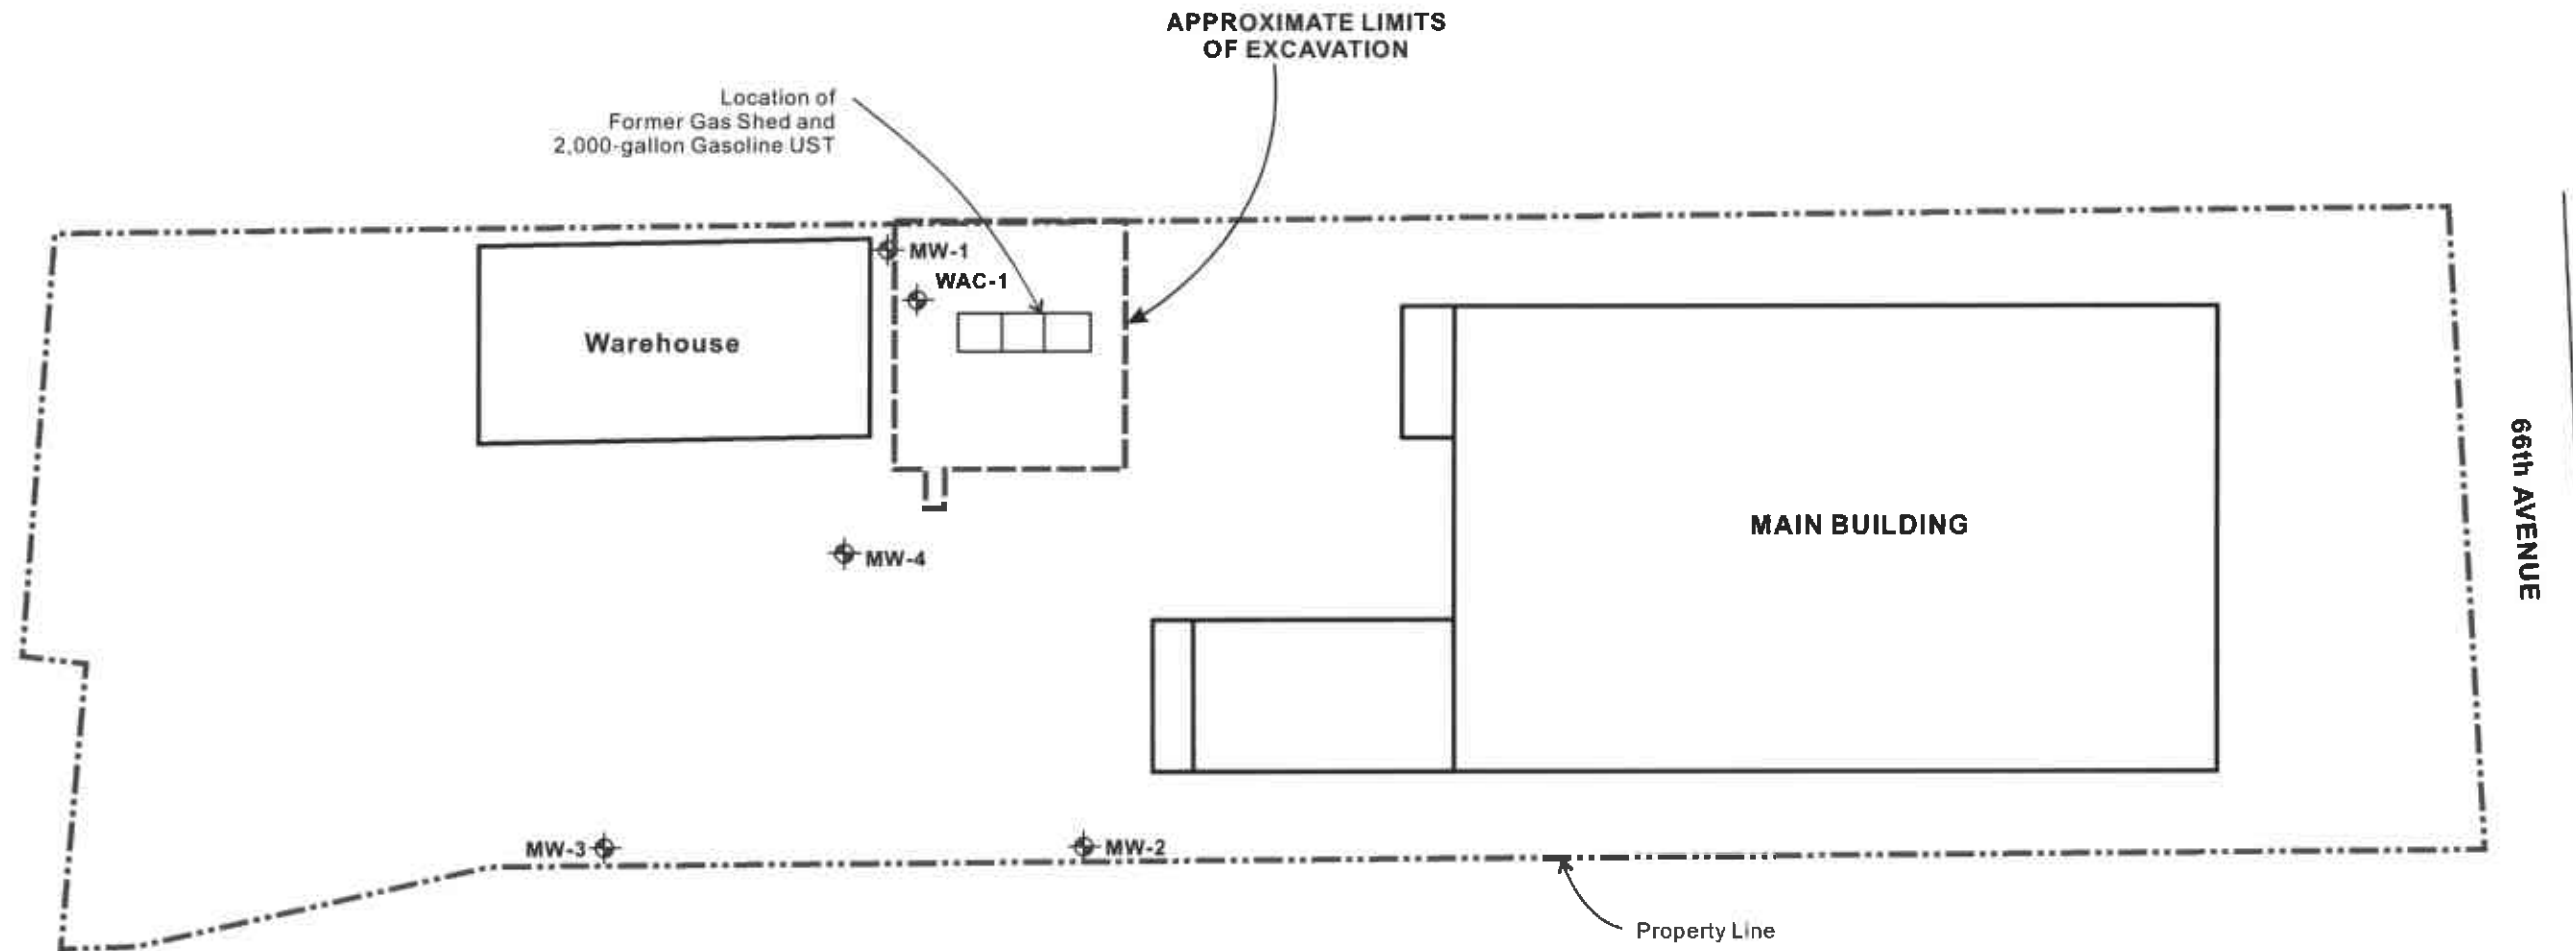 APPROXIMATE LIMITS
OF EXCAVATION
Location of
Former Gas Shed and
2,000-gallon Gasoline UST
MW-1
WAC-1
Warehouse
66th AVENUE
MAIN BUILDING
MW-4
MW-3
MW-2
Property Line